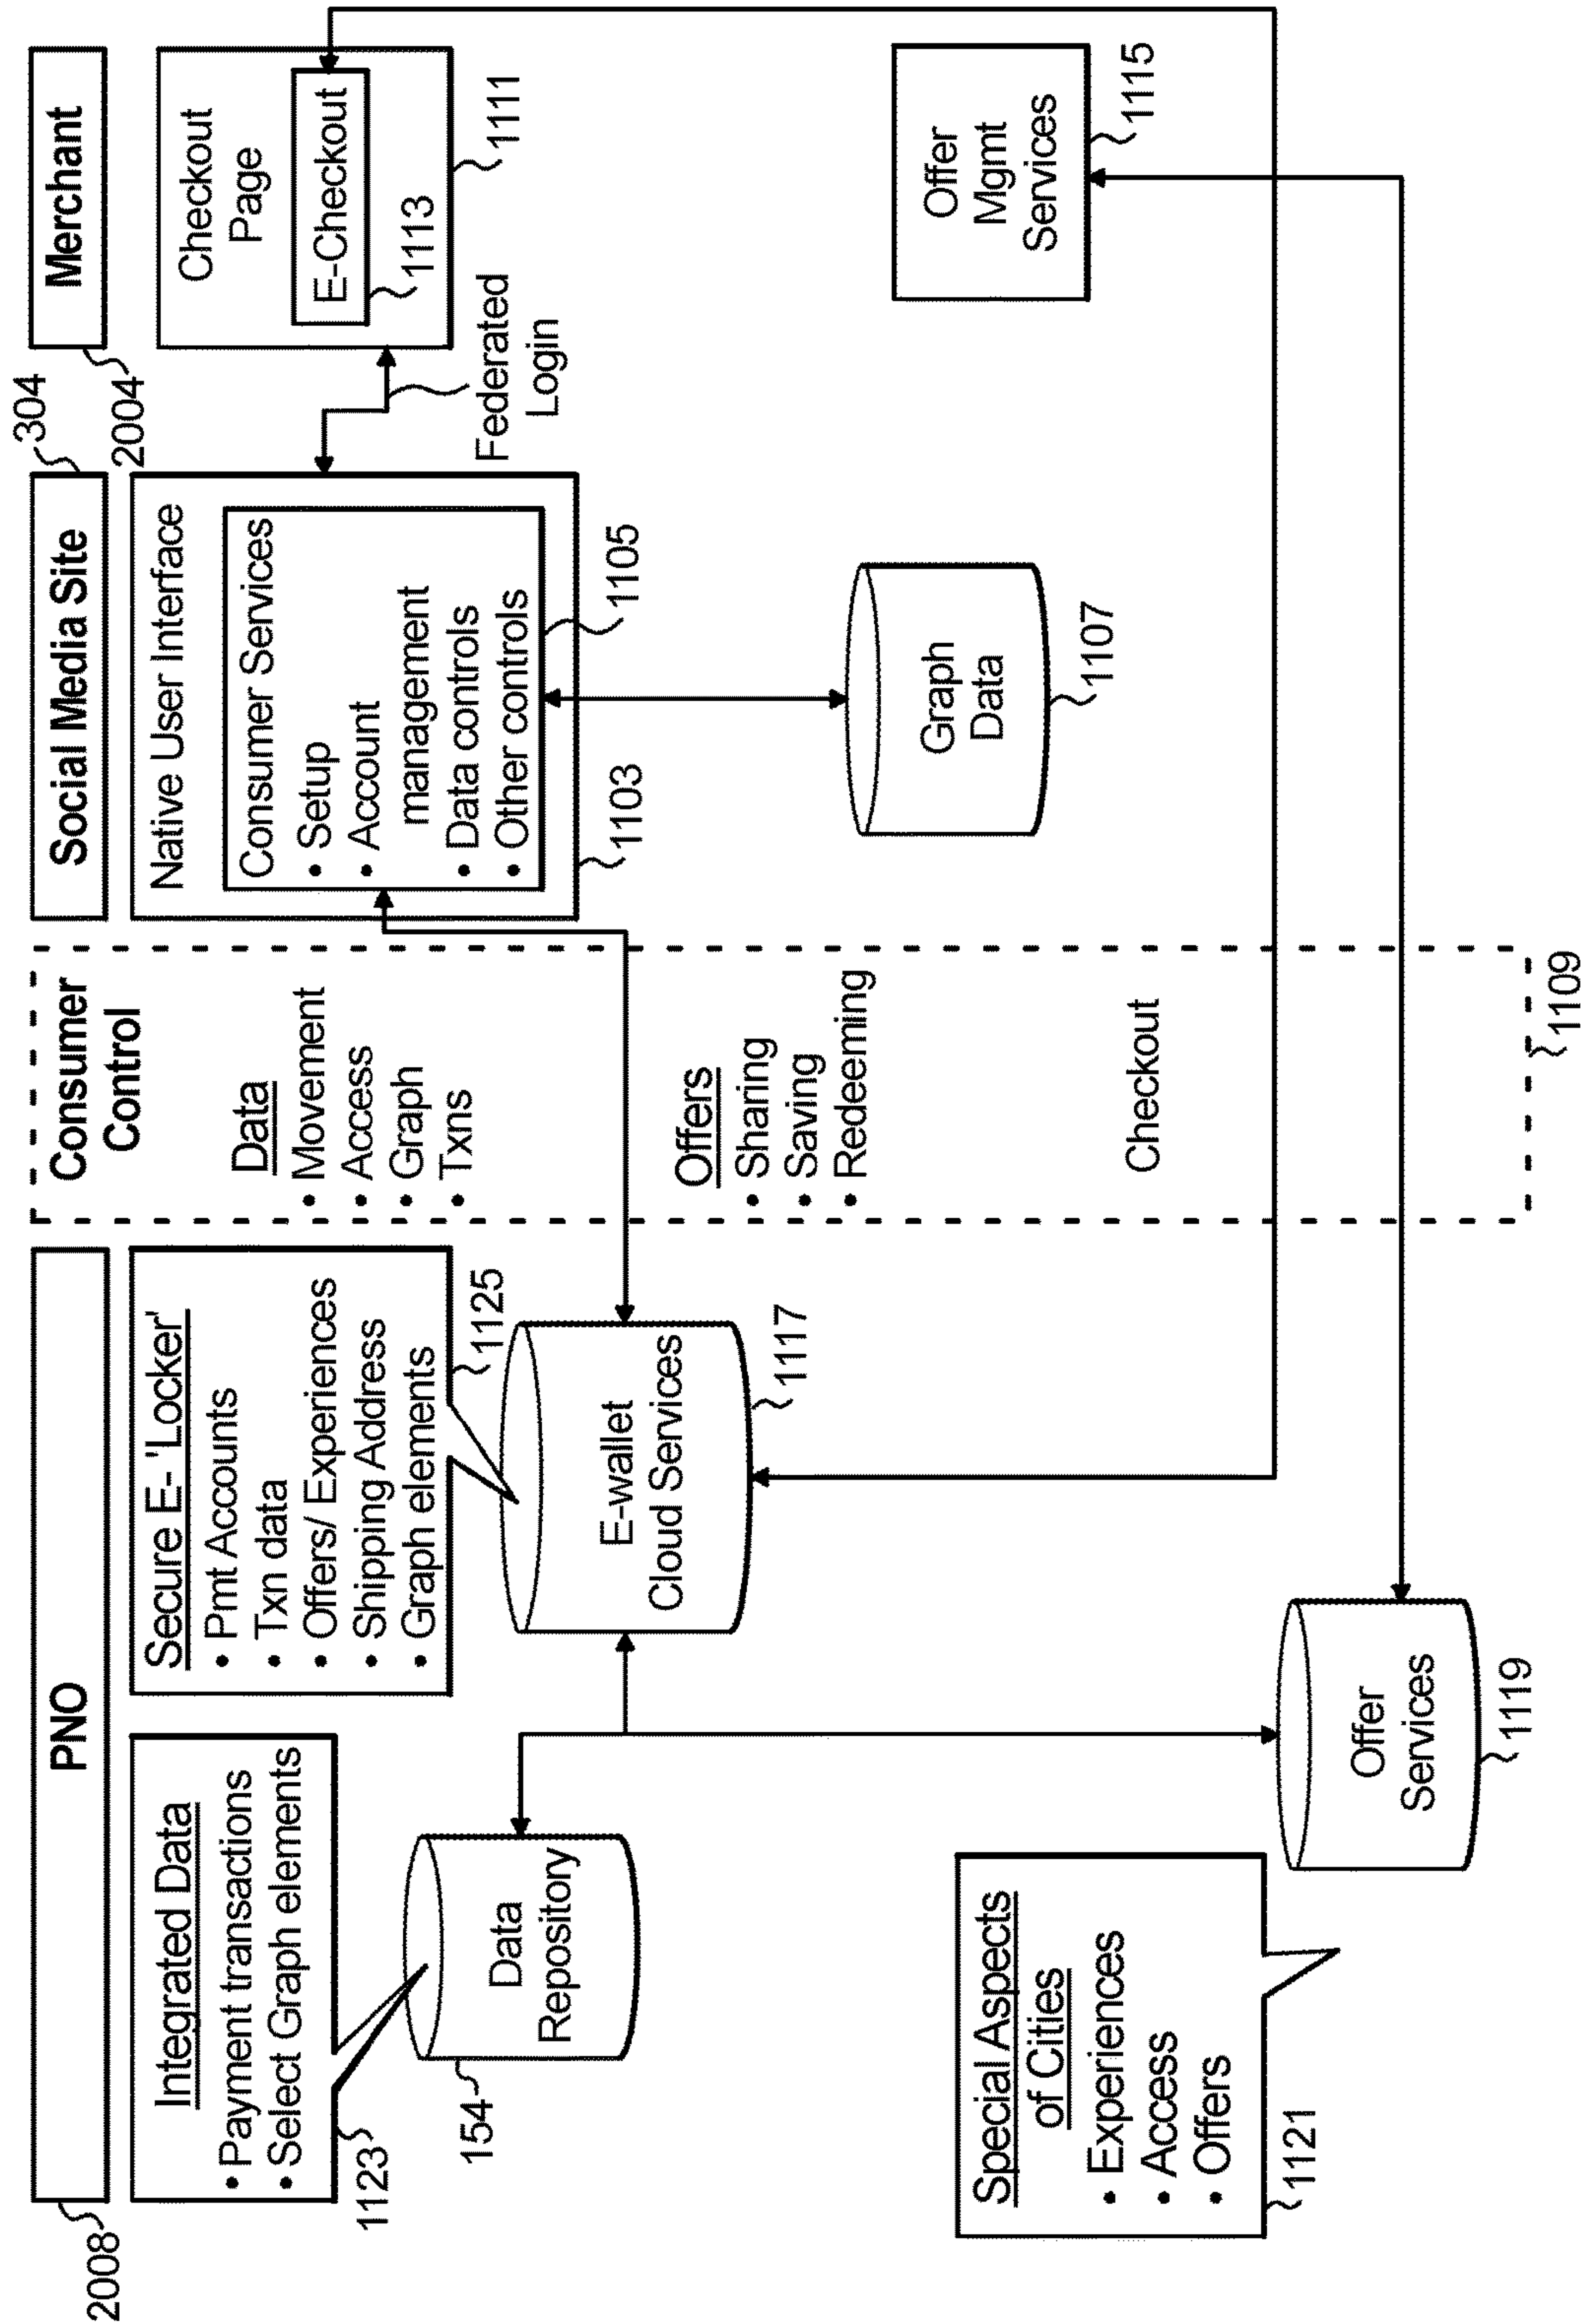 2008
PNO
Integrated Data
• Payment transactions
• Select Graph elements
1123
154
Data
Repository
Special Aspects
of Cities
• Experiences
• Access
• Offers
1121
Secure E- 'Locker'
• Pmt Accounts
• Txn data
• Offers/ Experiences
• Shipping Address
• Graph elements
1125
E-wallet
Cloud Services
1117
Offer
Services
1119
Consumer
Control
Data
• Movement
• Access
• Graph
• Txns
Offers
• Sharing
• Saving
• Redeeming
Checkout
1109
Social Media Site
304
Native User Interface
Consumer Services
• Setup
• Account
management
• Data controls
• Other controls
1103
1105
Graph
Data
1107
Federated
Login
Merchant
2004
Checkout
Page
E-Checkout
1113
1111
Offer
Mgmt
Services
1115